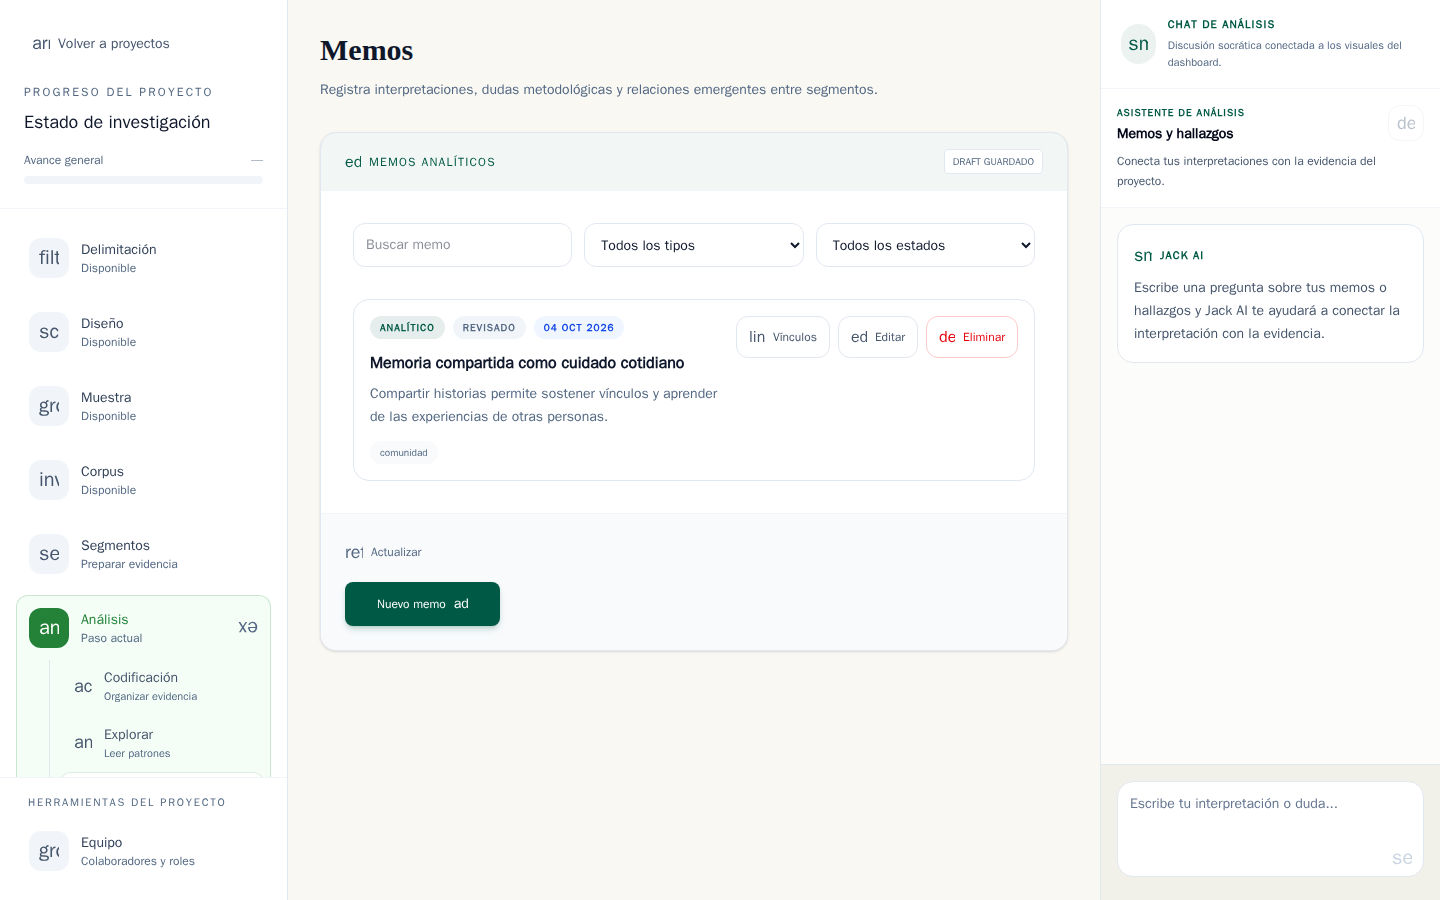 Volver a proyectos
PROGRESO DEL PROYECTO
Estado de investigación
Avance general —
filt
Delimitación
Disponible
sc
Diseño
Disponible
Muestra
Disponible
Corpus
Disponible
se
Segmentos
Preparar evidencia
an
Análisis
Paso actual
ac
Codificación
Organizar evidencia
an
Explorar
Leer patrones
HERRAMIENTAS DEL PROYECTO
Equipo
Colaboradores y roles
Memos
Registra interpretaciones, dudas metodológicas y relaciones emergentes entre segmentos.
ed MEMOS ANALÍTICOS
DRAFT GUARDADO
Buscar memo
Todos los tipos
Todos los estados
ANALÍTICO REVISADO 04 OCT 2026
lin Vínculos
ed Editar
de Eliminar
Memoria compartida como cuidado cotidiano
Compartir historias permite sostener vínculos y aprender
de las experiencias de otras personas.
comunidad
Actualizar
Nuevo memo ad
sn
CHAT DE ANÁLISIS
Discusión socrática conectada a los visuales del
dashboard.
ASISTENTE DE ANÁLISIS
Memos y hallazgos
de
Conecta tus interpretaciones con la evidencia del
proyecto.
sn JACK AI
Escribe una pregunta sobre tus memos o
hallazgos y Jack AI te ayudará a conectar la
interpretación con la evidencia.
Escribe tu interpretación o duda...
se